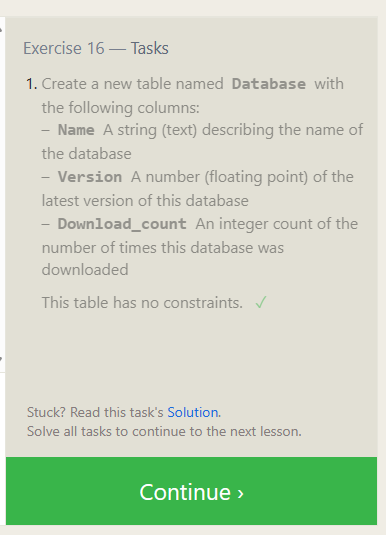 Exercise 16 — Tasks
1. Create a new table named Database with
the following columns:
– Name A string (text) describing the name of
the database
– Version A number (floating point) of the
latest version of this database
– Download_count An integer count of the
number of times this database was
downloaded
This table has no constraints. ✓
Stuck? Read this task's Solution.
Solve all tasks to continue to the next lesson.
Continue ›